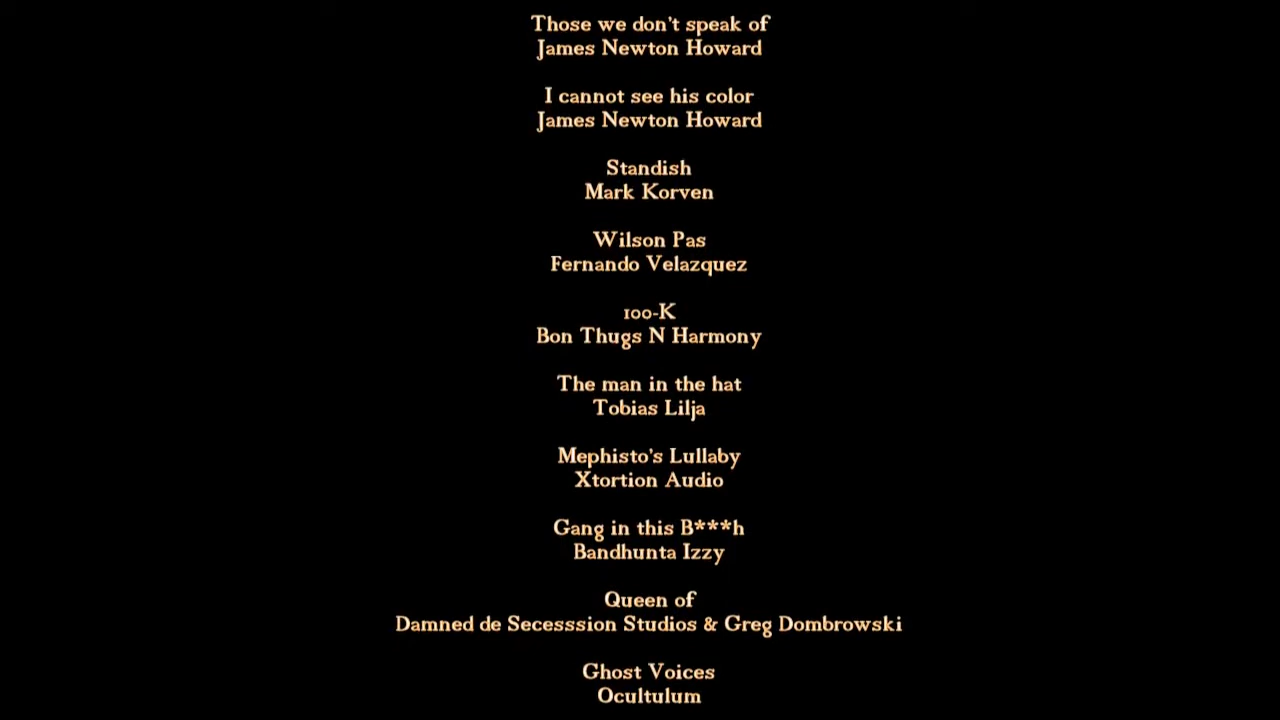 Those we don't speak of
James Newton Howard
I cannot see his color
James Newton Howard
Standish
Mark Korven
Wilson Pas
Fernando Velazquez
100-K
Bon Thugs N Harmony
The man in the hat
Tobias Lilja
Mephisto's Lullaby
Xtortion Audio
Gang in this B***h
Bandhunta Izzy
Queen of
Damned de Secesssion Studios & Greg Dombrowski
Ghost Voices
Ocultulum